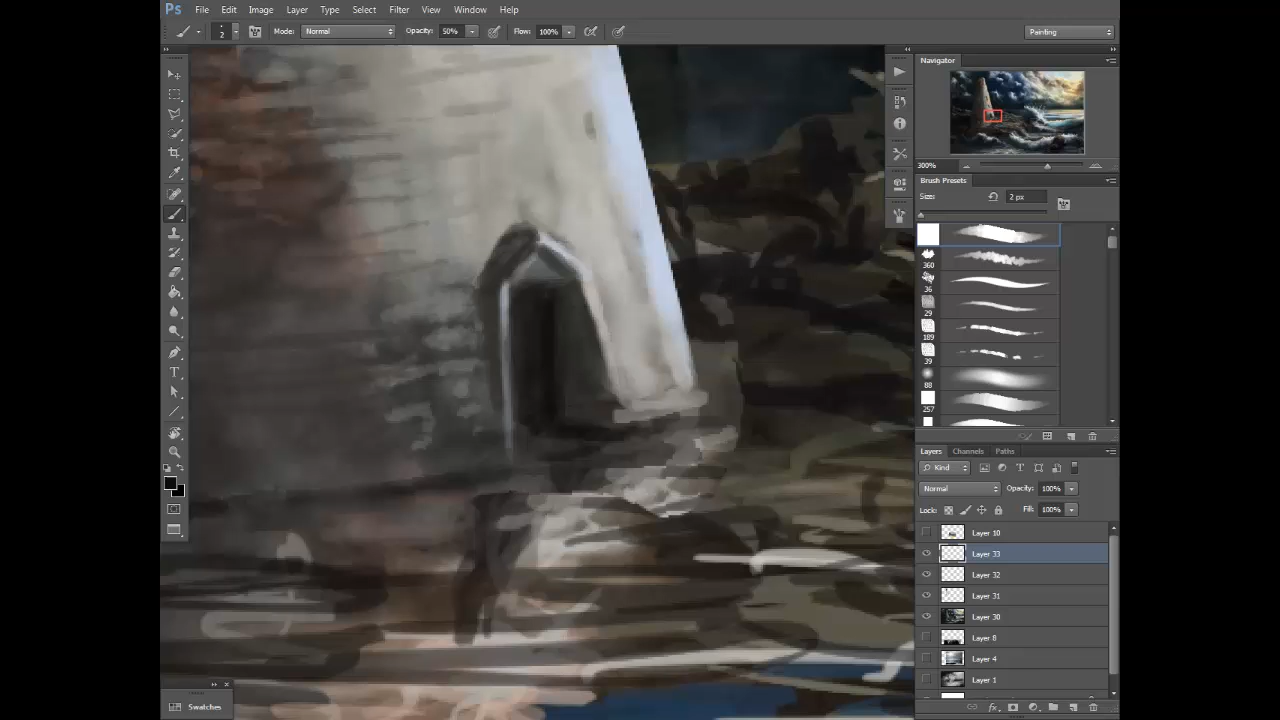 Ps File Edit Image Layer Type Select Filter View Window Help
2 Mode: Normal Opacity: 50% Flow: 100% Painting
Navigator
300%
Brush Presets
Size: 2 px
360
36
29
189
39
88
257
Layers Channels Paths
Kind
Normal Opacity: 100%
Lock: Fill: 100%
Layer 10
Layer 33
Layer 32
Layer 31
Layer 30
Layer 8
Layer 4
Layer 1
Swatches